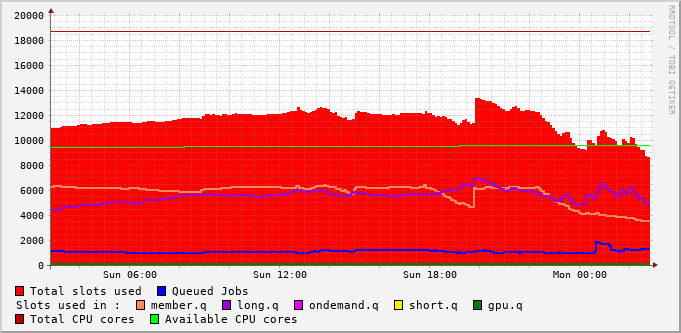 20000
18000
16000
14000
12000
10000
8000
6000
4000
2000
0
Sun 06:00 Sun 12:00 Sun 18:00 Mon 00:00
Total slots used Queued Jobs
Slots used in : member.q long.q ondemand.q short.q gpu.q
Total CPU cores Available CPU cores
RRDTOOL / TOBI OETIKER